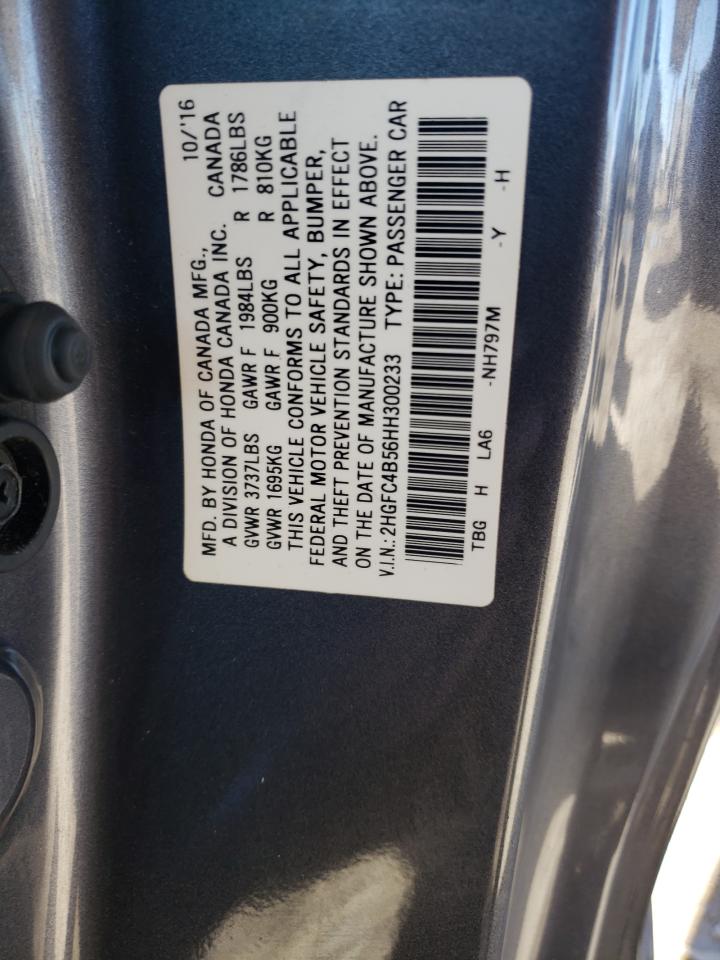 10/'16
MFD. BY HONDA OF CANADA MFG.,
A DIVISION OF HONDA CANADA INC. CANADA
GVWR 3737LBS GAWR F 1984LBS R 1786LBS
GVWR 1695KG GAWR F 900KG R 810KG
THIS VEHICLE CONFORMS TO ALL APPLICABLE
FEDERAL MOTOR VEHICLE SAFETY, BUMPER,
AND THEFT PREVENTION STANDARDS IN EFFECT
ON THE DATE OF MANUFACTURE SHOWN ABOVE.
V.I.N.: 2HGFC4B56HH300233 TYPE: PASSENGER CAR
TBG H LA6 -NH797M -Y -H